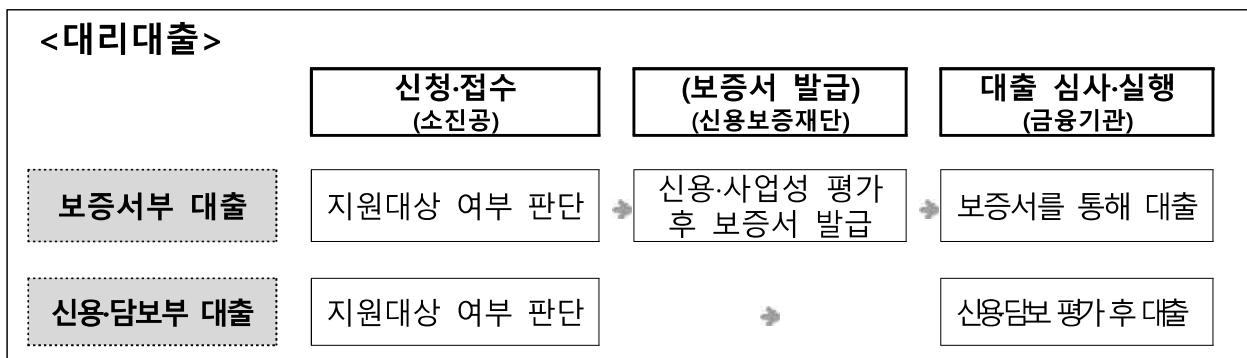 <대리대출>
신청·접수 (보증서 발급) 대출 심사·실행
(소진공) (신용보증재단) (금융기관)
보증서부 대출 지원대상 여부 판단 신용·사업성 평가 후 보증서 발급 보증서를 통해 대출
신용·담보부 대출 지원대상 여부 판단 신용담보 평가 후 대출